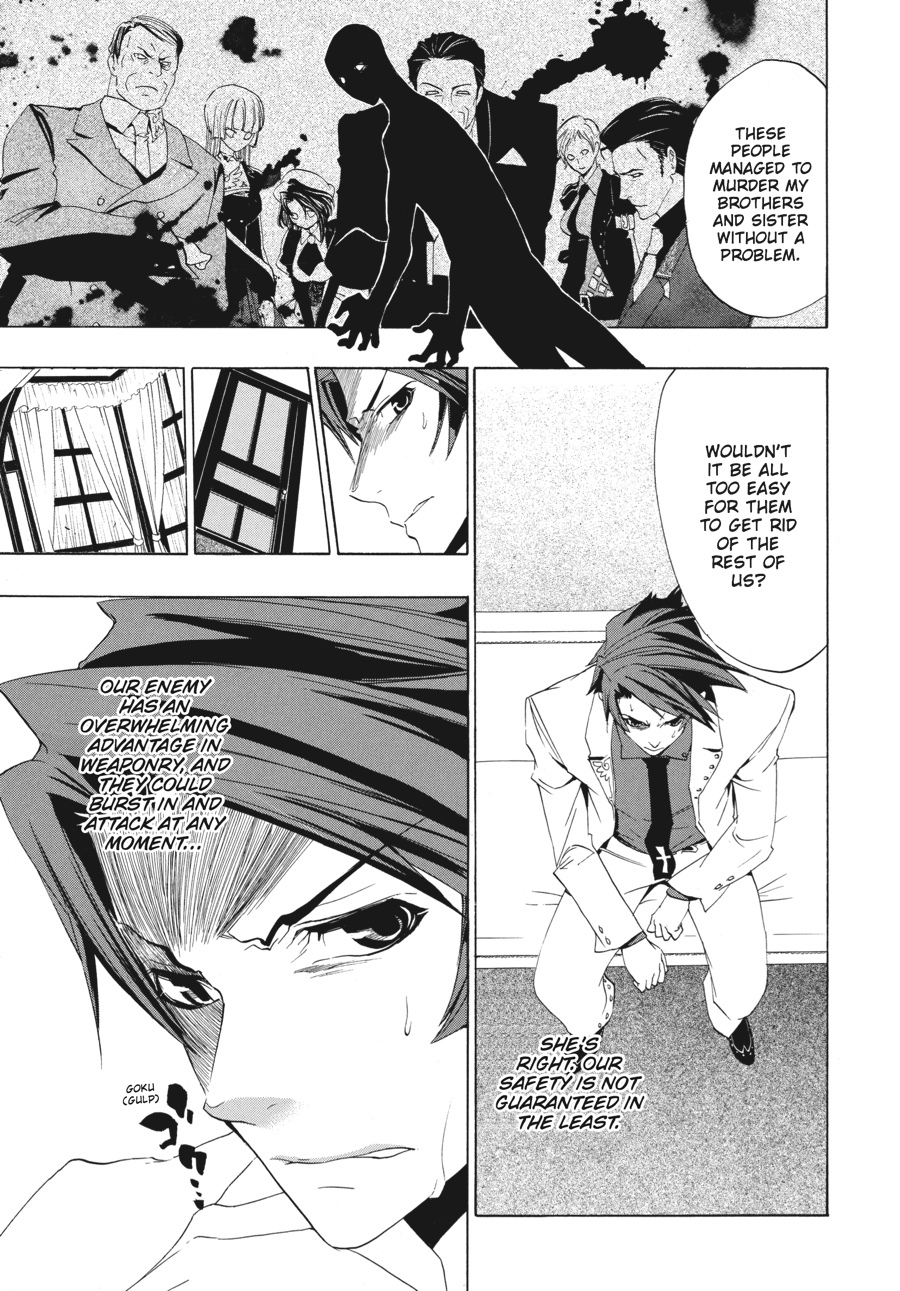 THESE
PEOPLE
MANAGED TO
MURDER MY
BROTHERS
AND SISTER
WITHOUT A
PROBLEM.
WOULDN'T
IT BE ALL
TOO EASY
FOR THEM
TO GET RID
OF THE
REST OF
US?
SHE'S
RIGHT. OUR
SAFETY IS NOT
GUARANTEED IN
THE LEAST.
OUR ENEMY
HAS AN
OVERWHELMING
ADVANTAGE IN
WEAPONRY, AND
THEY COULD
BURST IN AND
ATTACK AT ANY
MOMENT...
GOKU
(GULP)
ゴクッ